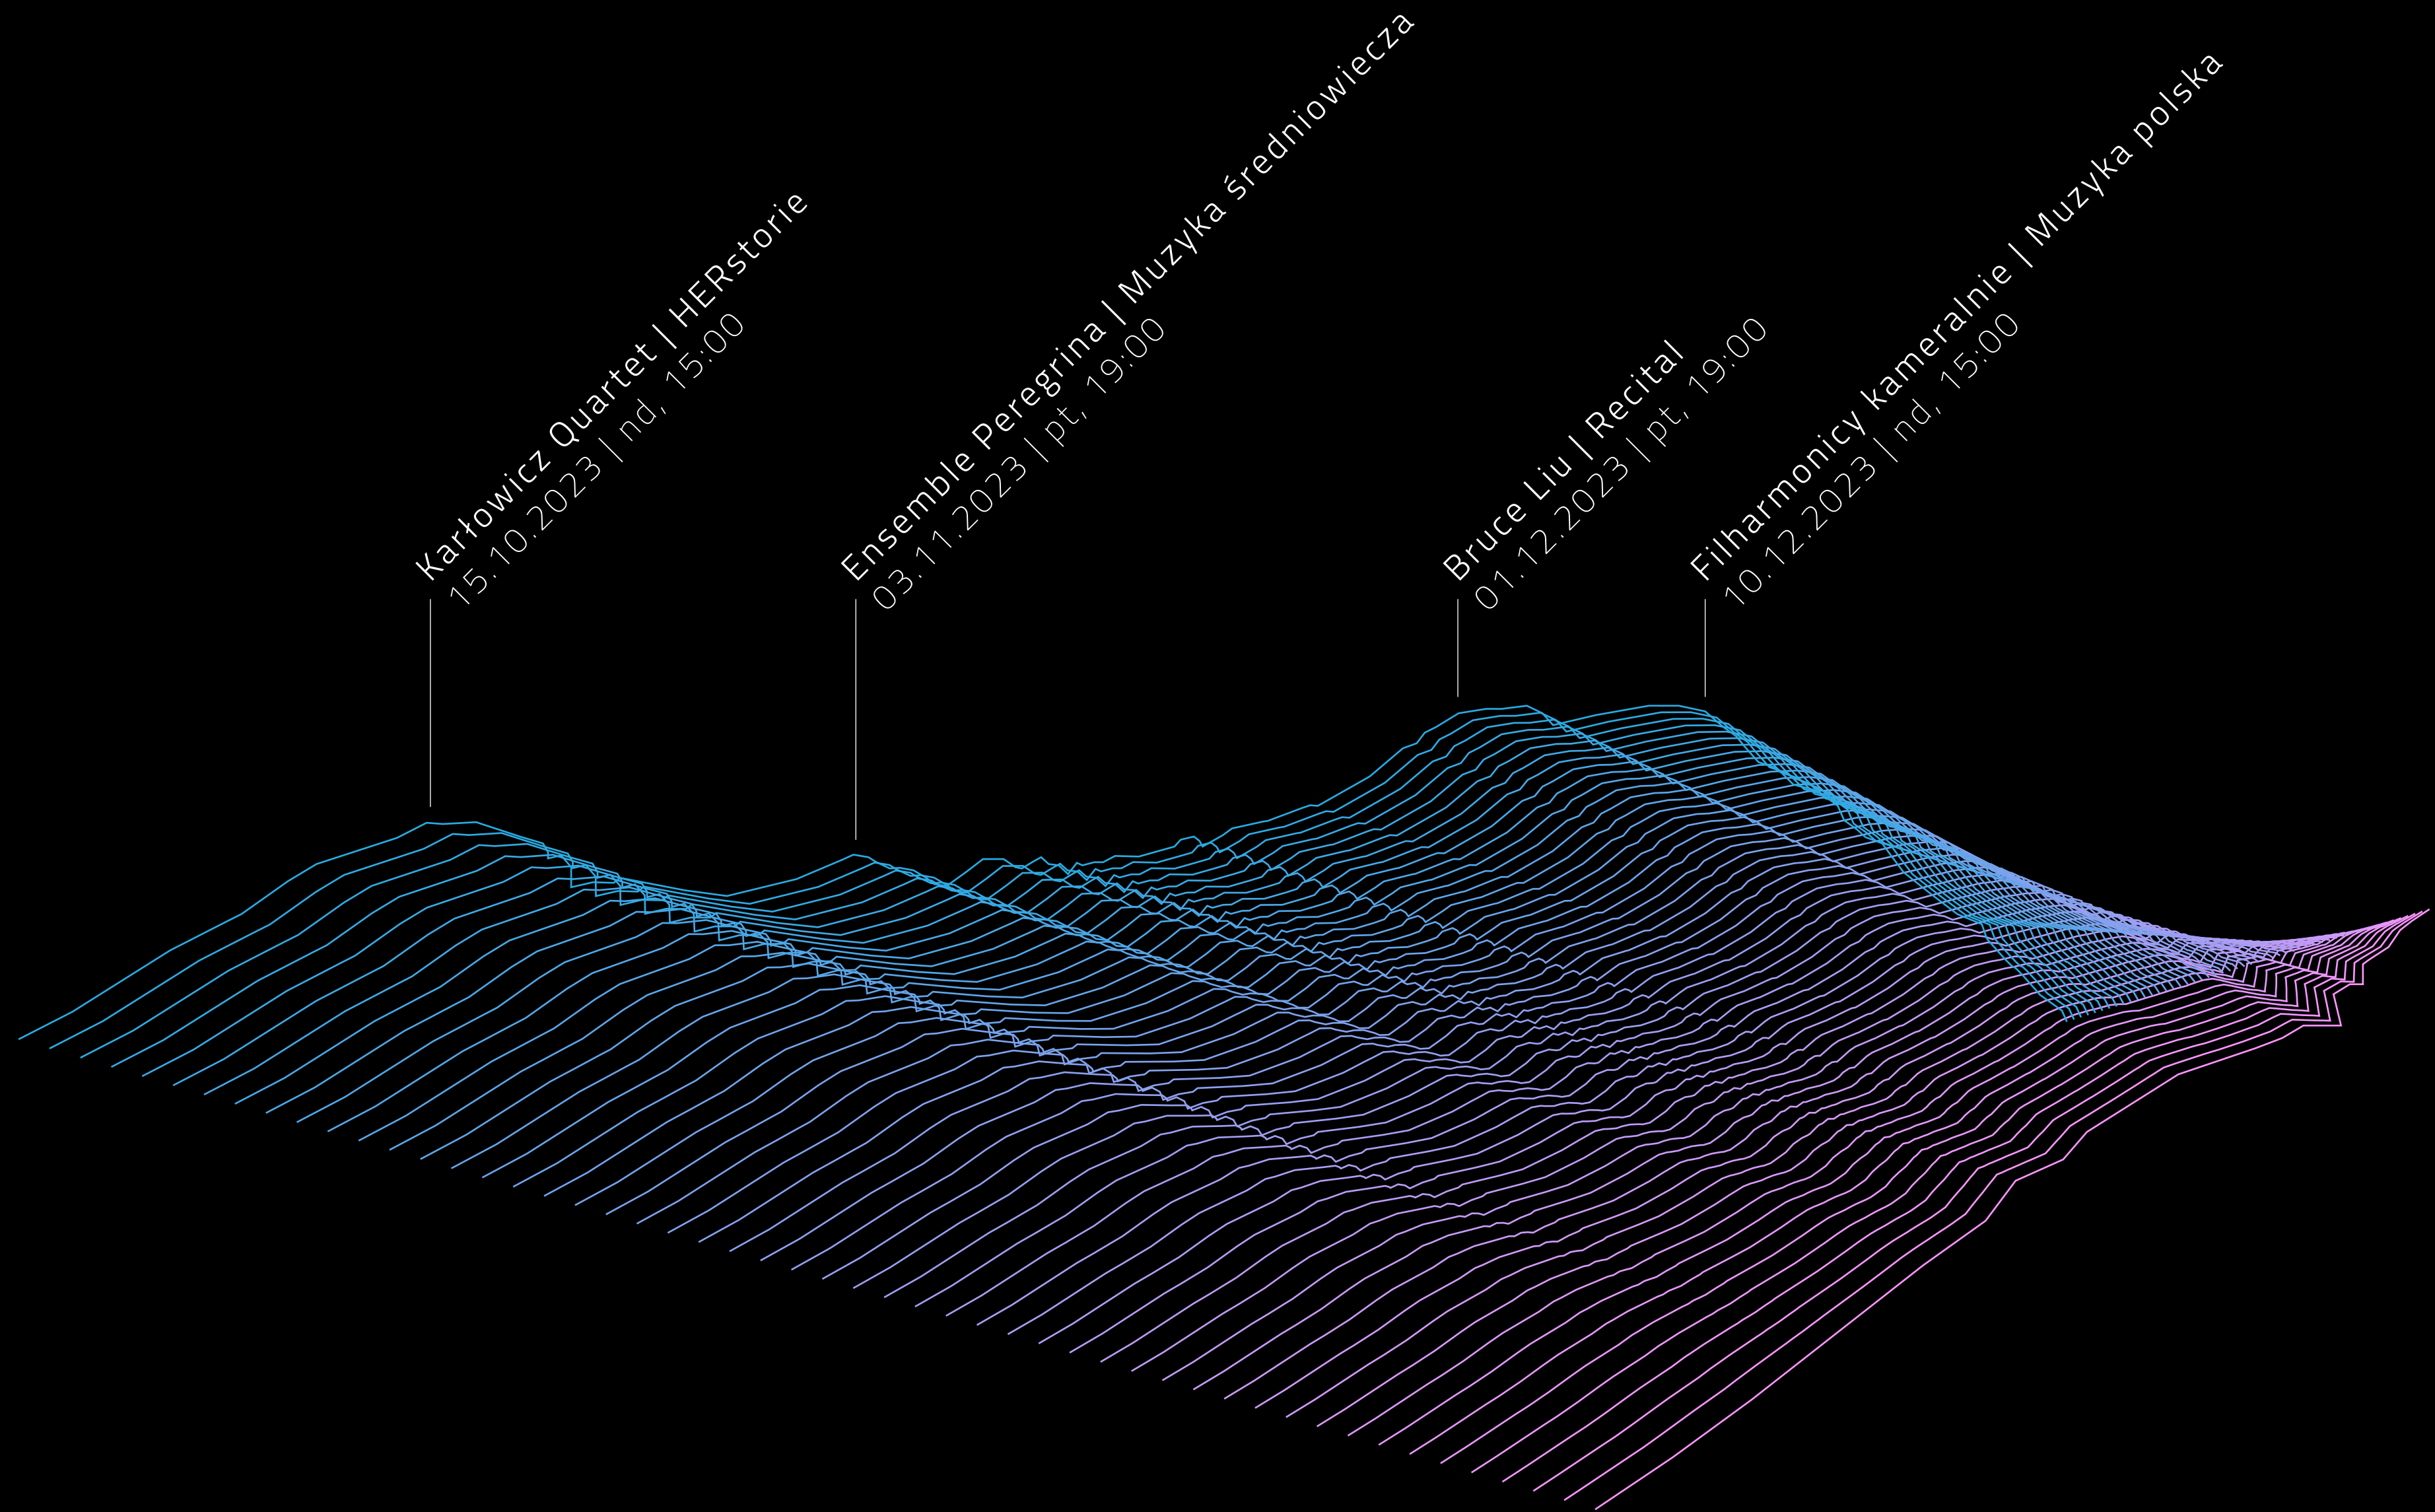 Karłowicz Quartet | HERstorie
15.10.2023 | nd, 15:00
Ensemble Peregrina | Muzyka średniowiecza
03.11.2023 | pt, 19:00
Bruce Liu | Recital
01.12.2023 | pt, 19:00
Filharmonicy kameralnie | Muzyka polska
10.12.2023 | nd, 15:00